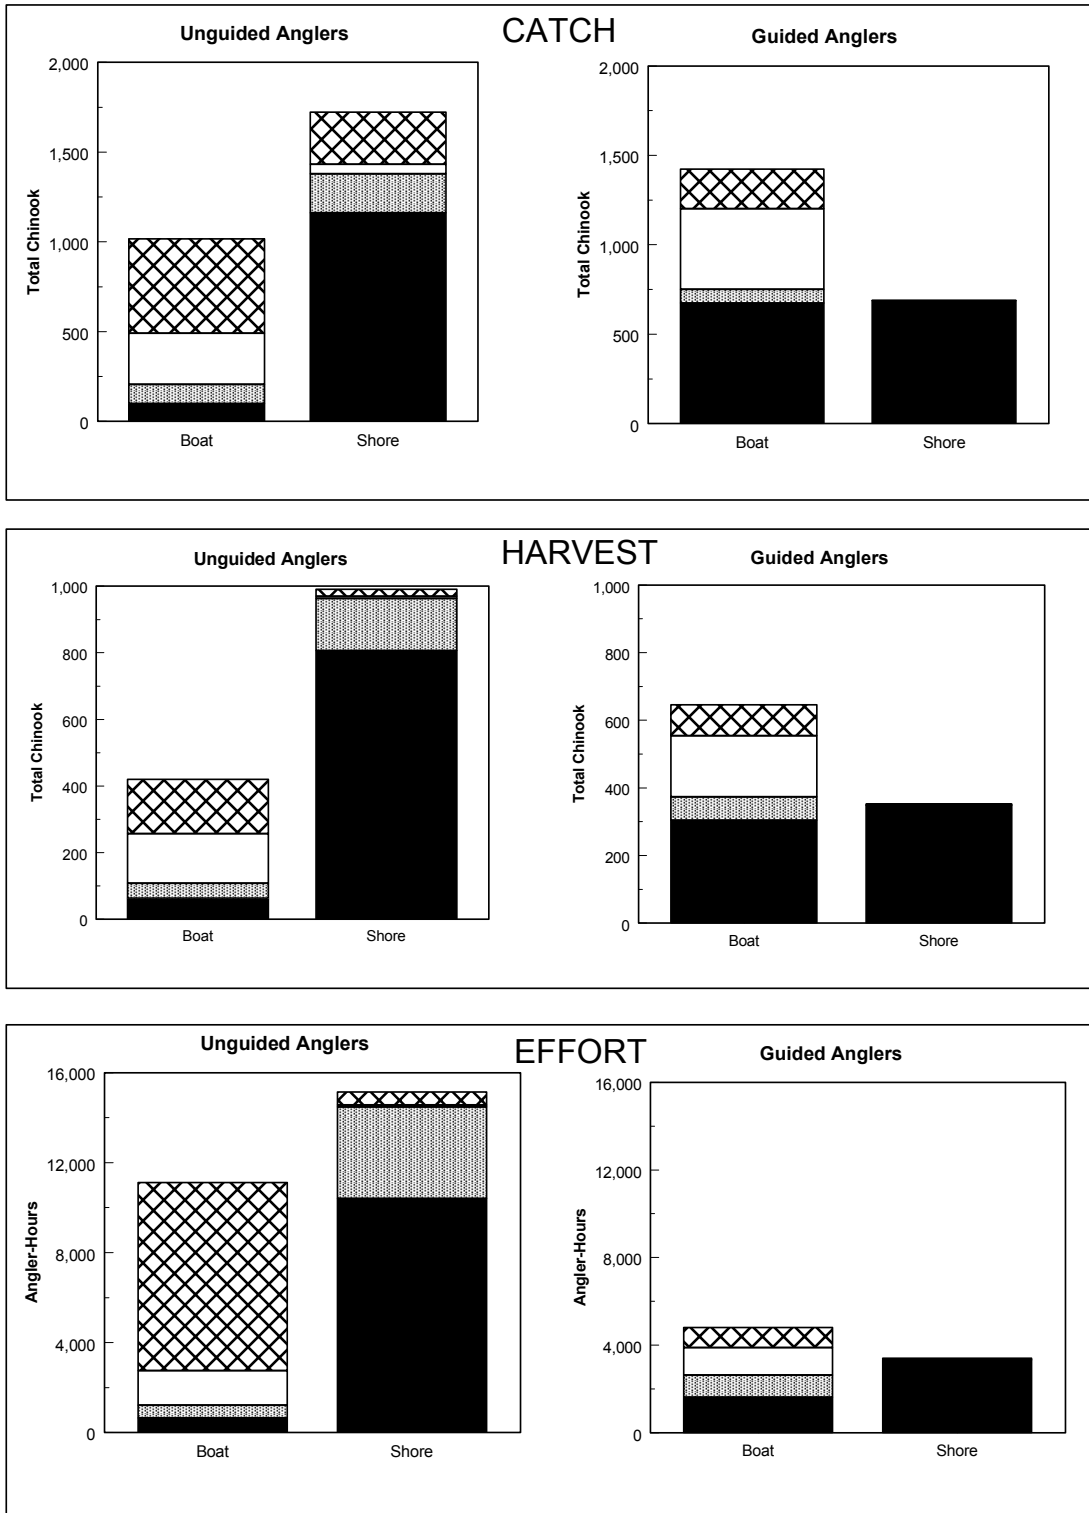 CATCH
Unguided Anglers
Total Chinook
2,000
1,500
1,000
500
0
Boat
Shore
Guided Anglers
Total Chinook
2,000
1,500
1,000
500
0
Boat
Shore
HARVEST
Unguided Anglers
Total Chinook
1,000
800
600
400
200
0
Boat
Shore
Guided Anglers
Total Chinook
1,000
800
600
400
200
0
Boat
Shore
EFFORT
Unguided Anglers
Angler-Hours
16,000
12,000
8,000
4,000
0
Boat
Shore
Guided Anglers
Angler-Hours
16,000
12,000
8,000
4,000
0
Boat
Shore